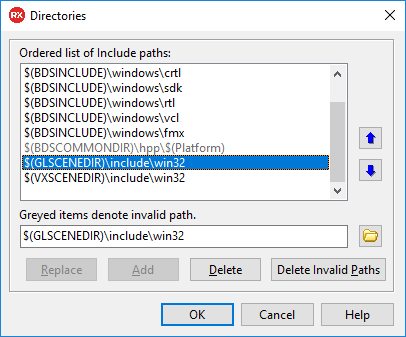 RX Directories
Ordered list of Include paths:
$(BDSINCLUDE)\windows\crtl
$(BDSINCLUDE)\windows\sdk
$(BDSINCLUDE)\windows\rtl
$(BDSINCLUDE)\windows\vcl
$(BDSINCLUDE)\windows\fmx
$(BDSCOMMONDIR)\hpp\$(Platform)
$(GLSCENEDIR)\include\win32
$(VXSCENEDIR)\include\win32
Greyed items denote invalid path.
$(GLSCENEDIR)\include\win32
Replace Add Delete Delete Invalid Paths
OK Cancel Help